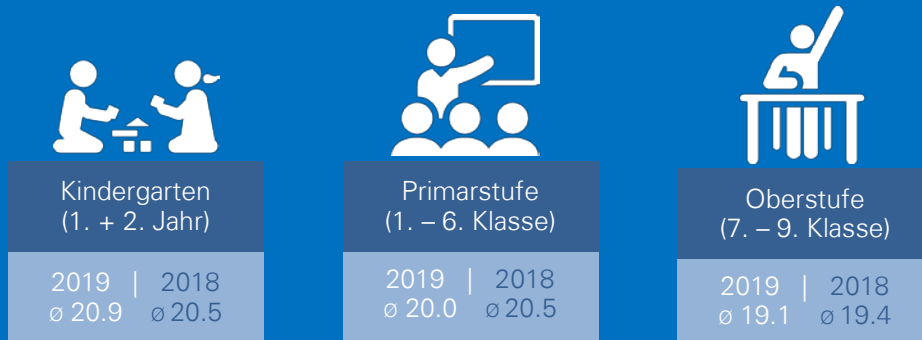 Kindergarten
(1. + 2. Jahr)
2019 | 2018
ø 20.9 ø 20.5
Primarstufe
(1. – 6. Klasse)
2019 | 2018
ø 20.0 ø 20.5
Oberstufe
(7. – 9. Klasse)
2019 | 2018
ø 19.1 ø 19.4